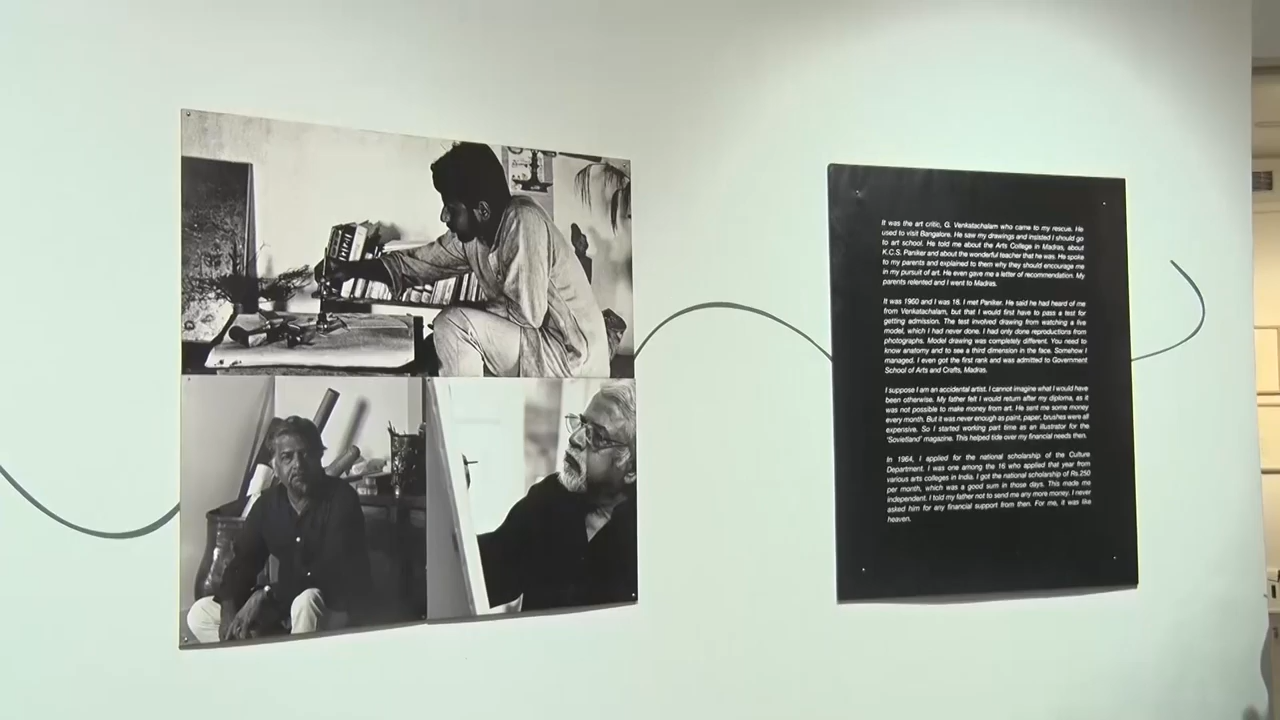 It was the art critic, G. Venkatachalam who came to my rescue. He
used to visit Bangalore. He saw my drawings and insisted I should go
to art school. He told me about the Arts College in Madras, about
K.C.S. Paniker and about the wonderful teacher that he was. He spoke
to my parents and explained to them why they should encourage me
in my pursuit of art. He even gave me a letter of recommendation. My
parents relented and I went to Madras.
It was 1960 and I was 16. I met Paniker. He said he had heard of me
from Venkatachalam, but that I would first have to pass a test for
getting admission. The test involved drawing from watching a live
model, which I had never done. I had only done reproductions from
photographs. Model drawing was completely different. You need to
know anatomy and to see a third dimension in the face. Somehow I
managed. I even got the first rank and was admitted to Government
School of Arts and Crafts, Madras.
I suppose I am an accidental artist. I cannot imagine what I would have
been otherwise. My father felt I would return after my diploma, as it
was not possible to make money from art. He sent me some money
every month. But it was never enough as paint, paper, brushes were all
expensive. So I started working part time as an illustrator for the
'Sovietland' magazine. This helped tide over my financial needs then.
In 1964, I applied for the national scholarship of the Culture
Department. I was one among the 16 who applied that year from
various arts colleges in India. I got the national scholarship of Rs.250
per month, which was a good sum in those days. This made me
independent. I told my father not to send me any more money. I never
asked him for any financial support from then. For me, it was like
heaven.